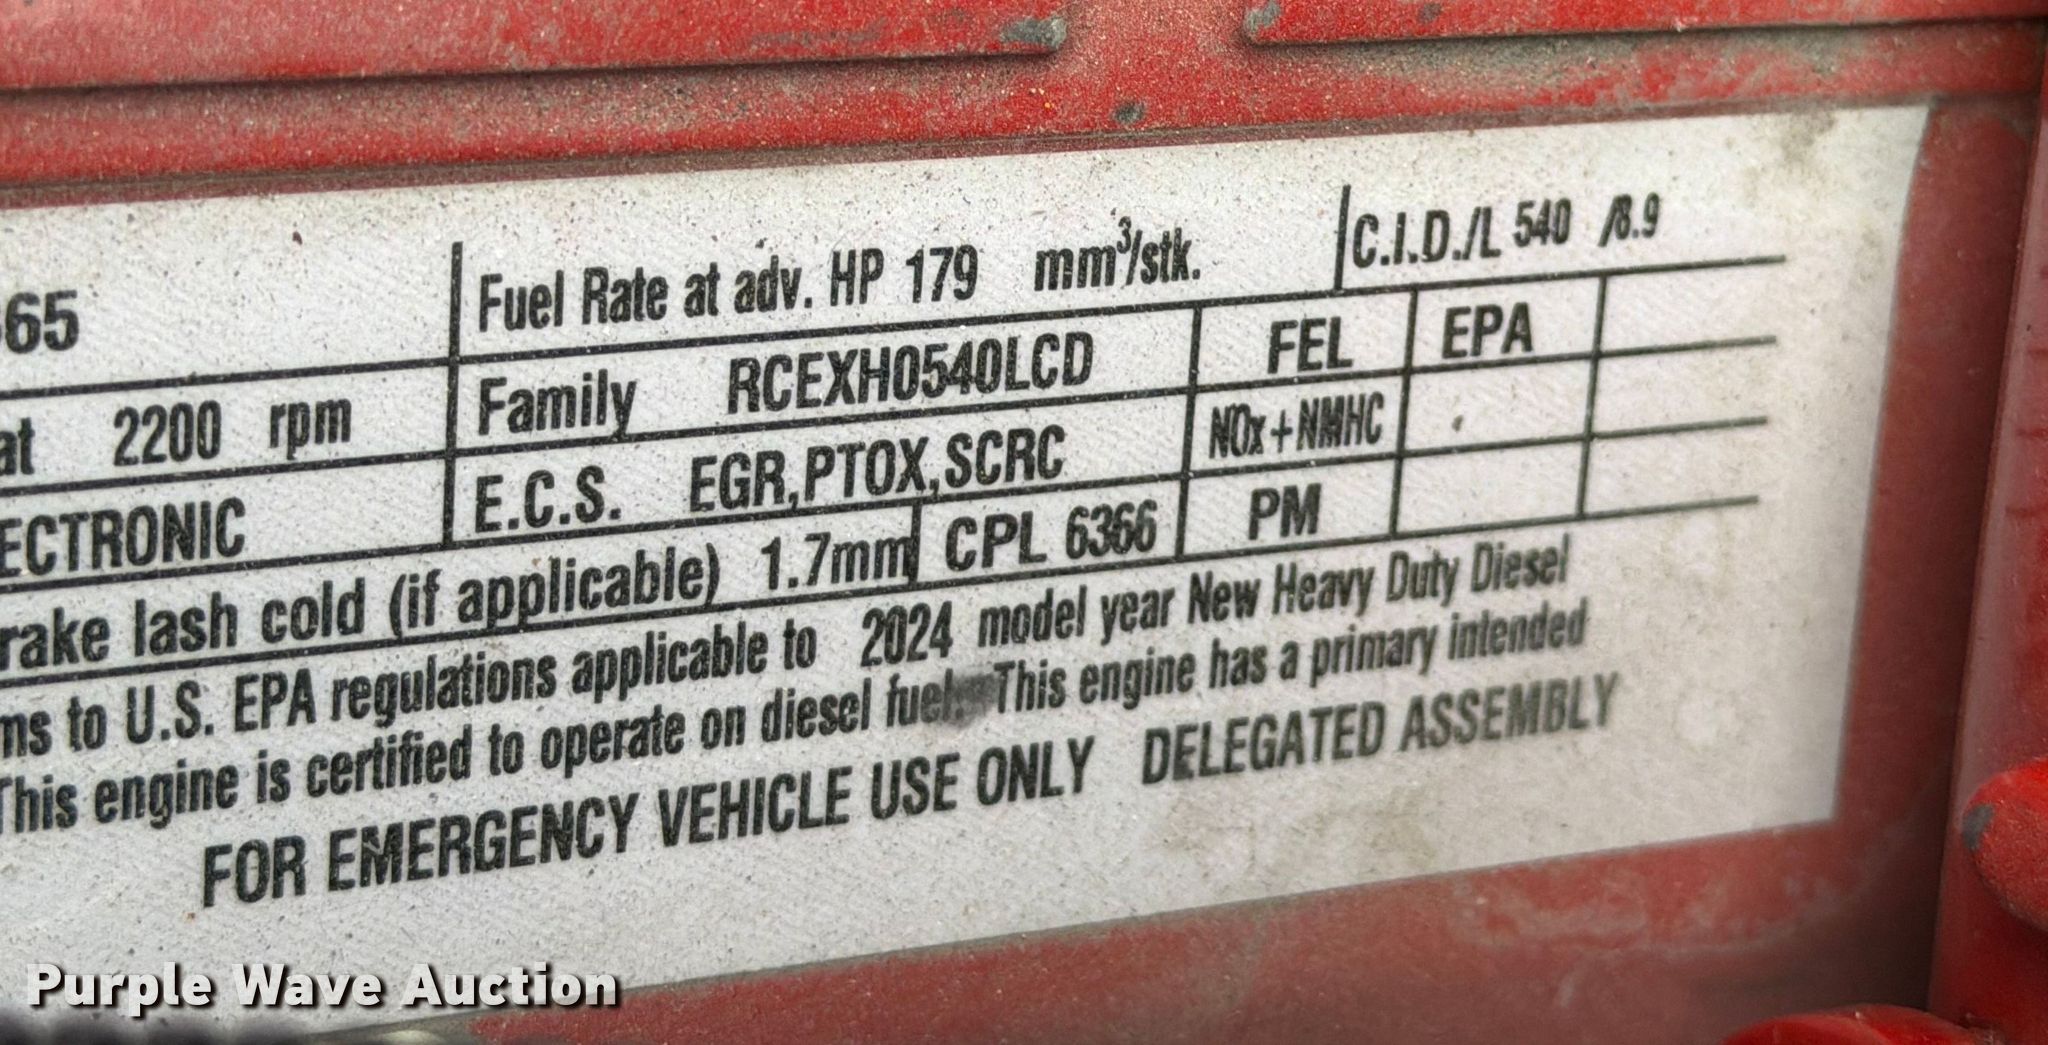 65 Fuel Rate at adv. HP 179 mm³/stk. C.I.D./L 540 /8.9
at 2200 rpm Family RCEXH0540LCD FEL EPA
ECTRONIC E.C.S. EGR,PTOX,SCRC NOx+NMHC
rake lash cold (if applicable) 1.7mm CPL 6366 PM
ms to U.S. EPA regulations applicable to 2024 model year New Heavy Duty Diesel
This engine is certified to operate on diesel fuel. This engine has a primary intended
FOR EMERGENCY VEHICLE USE ONLY DELEGATED ASSEMBLY
Purple Wave Auction